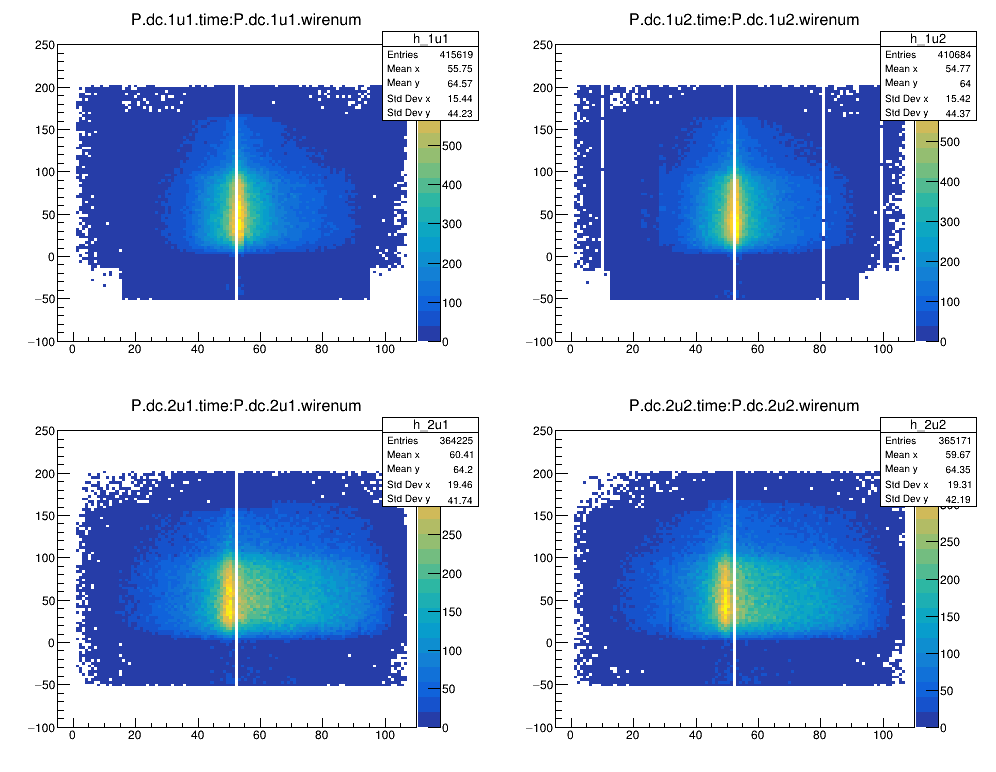 P.dc.1u1.time:P.dc.1u1.wirenum
h_1u1
Entries 415619
Mean x 55.75
Mean y 64.57
Std Dev x 15.44
Std Dev y 44.23
250
200
150
100
50
0
−50
−100
0 20 40 60 80 100
500
400
300
200
100
0
P.dc.1u2.time:P.dc.1u2.wirenum
h_1u2
Entries 410684
Mean x 54.77
Mean y 64
Std Dev x 15.42
Std Dev y 44.37
250
200
150
100
50
0
−50
−100
0 20 40 60 80 100
500
400
300
200
100
0
P.dc.2u1.time:P.dc.2u1.wirenum
h_2u1
Entries 364225
Mean x 60.41
Mean y 64.2
Std Dev x 19.46
Std Dev y 41.74
250
200
150
100
50
0
−50
−100
0 20 40 60 80 100
250
200
150
100
50
0
P.dc.2u2.time:P.dc.2u2.wirenum
h_2u2
Entries 365171
Mean x 59.67
Mean y 64.35
Std Dev x 19.31
Std Dev y 42.19
250
200
150
100
50
0
−50
−100
0 20 40 60 80 100
250
200
150
100
50
0